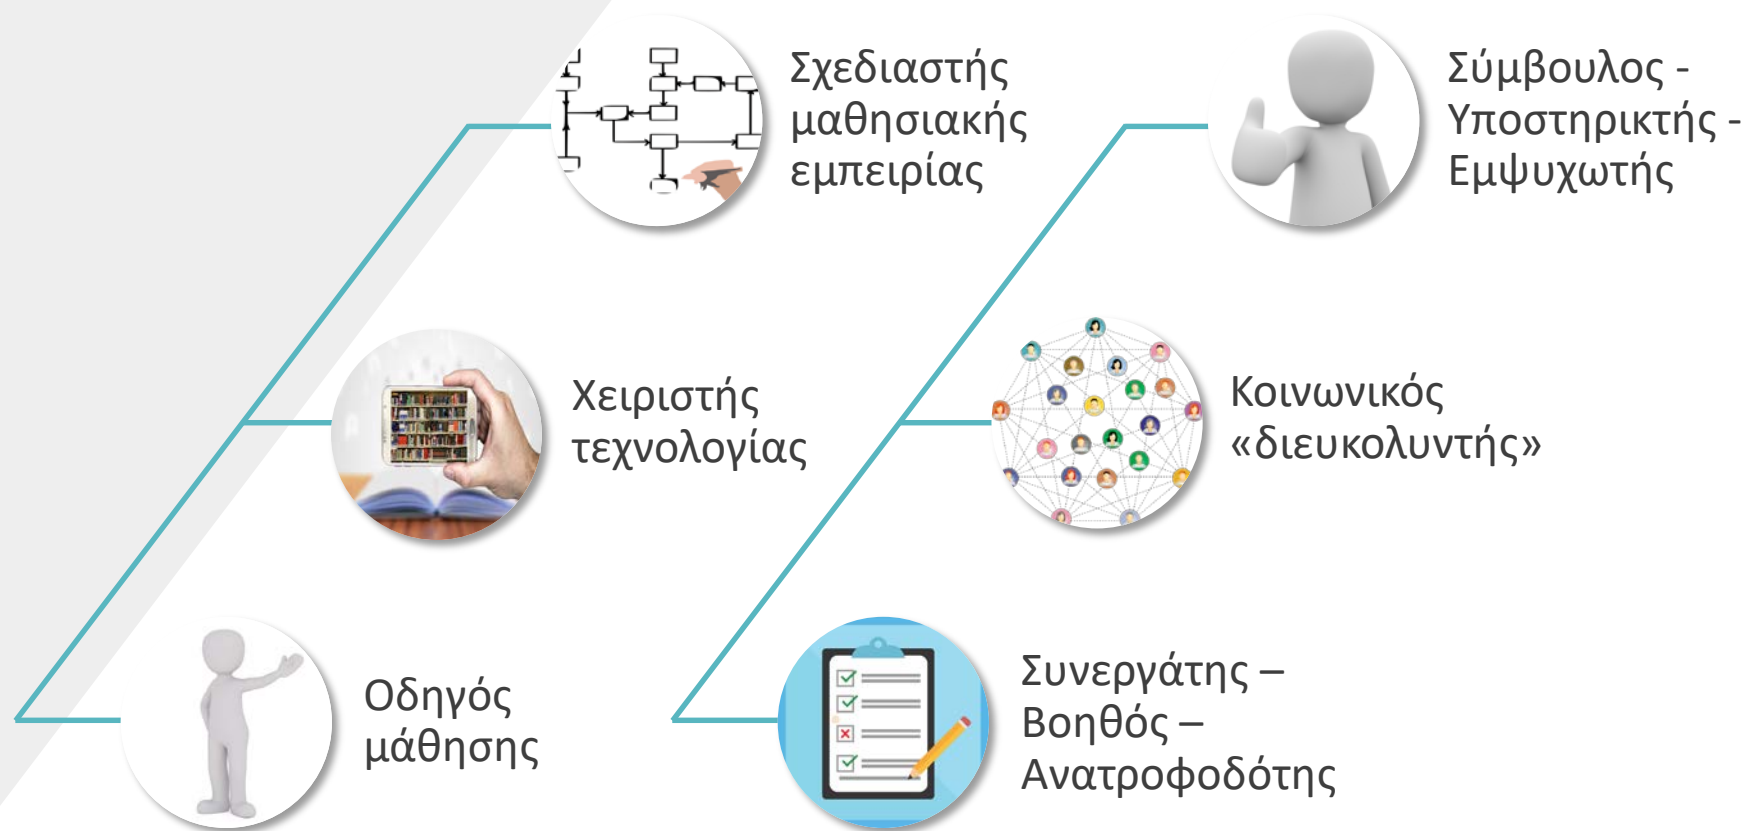 Σχεδιαστής
μαθησιακής
εμπειρίας
Χειριστής
τεχνολογίας
Οδηγός
μάθησης
Σύμβουλος -
Υποστηρικτής -
Εμψυχωτής
Κοινωνικός
«διευκολυντής»
Συνεργάτης –
Βοηθός –
Ανατροφοδότης